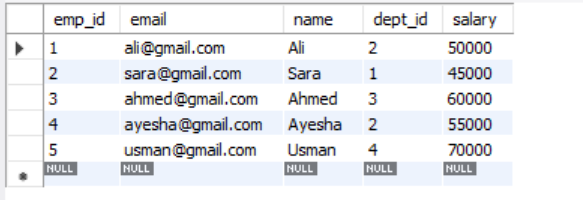 emp_id email name dept_id salary
1 ali@gmail.com Ali 2 50000
2 sara@gmail.com Sara 1 45000
3 ahmed@gmail.com Ahmed 3 60000
4 ayesha@gmail.com Ayesha 2 55000
5 usman@gmail.com Usman 4 70000
NULL NULL NULL NULL NULL